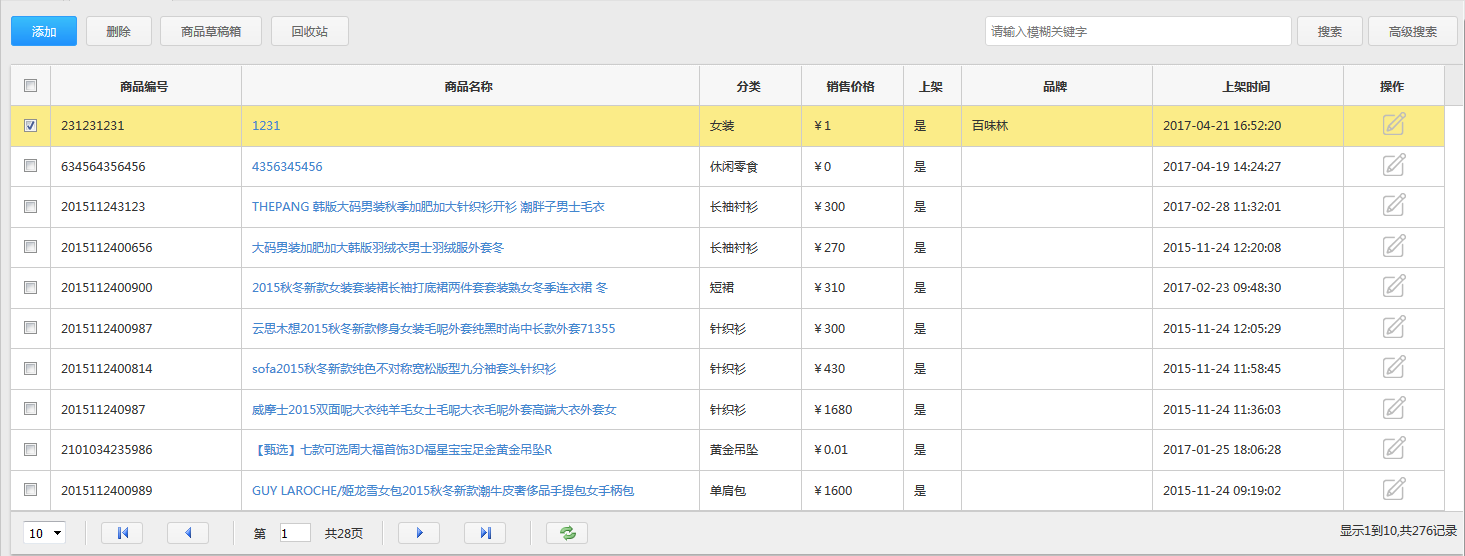 添加 删除 商品草稿箱 回收站 请输入模糊关键字 搜索 高级搜索
商品编号 商品名称 分类 销售价格 上架 品牌 上架时间 操作
231231231 1231 女装 ￥1 是 百味林 2017-04-21 16:52:20
634564356456 4356345456 休闲零食 ￥0 是 2017-04-19 14:24:27
201511243123 THEPANG 韩版大码男装秋季加肥加大针织衫开衫 潮胖子男士毛衣 长袖衬衫 ￥300 是 2017-02-28 11:32:01
2015112400656 大码男装加肥加大韩版羽绒衣男士羽绒服外套冬 长袖衬衫 ￥270 是 2015-11-24 12:20:08
2015112400900 2015秋冬新款女装套装裙长袖打底裙两件套套装熟女冬季连衣裙 冬 短裙 ￥310 是 2017-02-23 09:48:30
2015112400987 云思木想2015秋冬新款修身女装毛呢外套纯黑时尚中长款外套71355 针织衫 ￥300 是 2015-11-24 12:05:29
2015112400814 sofa2015秋冬新款纯色不对称宽松版型九分袖套头针织衫 针织衫 ￥430 是 2015-11-24 11:58:45
201511240987 威摩士2015双面呢大衣纯羊毛女士毛呢大衣毛呢外套高端大衣外套女 针织衫 ￥1680 是 2015-11-24 11:36:03
2101034235986 【甄选】七款可选周大福首饰3D福星宝宝足金黄金吊坠R 黄金吊坠 ￥0.01 是 2017-01-25 18:06:28
2015112400989 GUY LAROCHE/姬龙雪女包2015秋冬新款潮牛皮奢侈品手提包女手柄包 单肩包 ￥1600 是 2015-11-24 09:19:02
10 第 1 共28页 显示1到10,共276记录